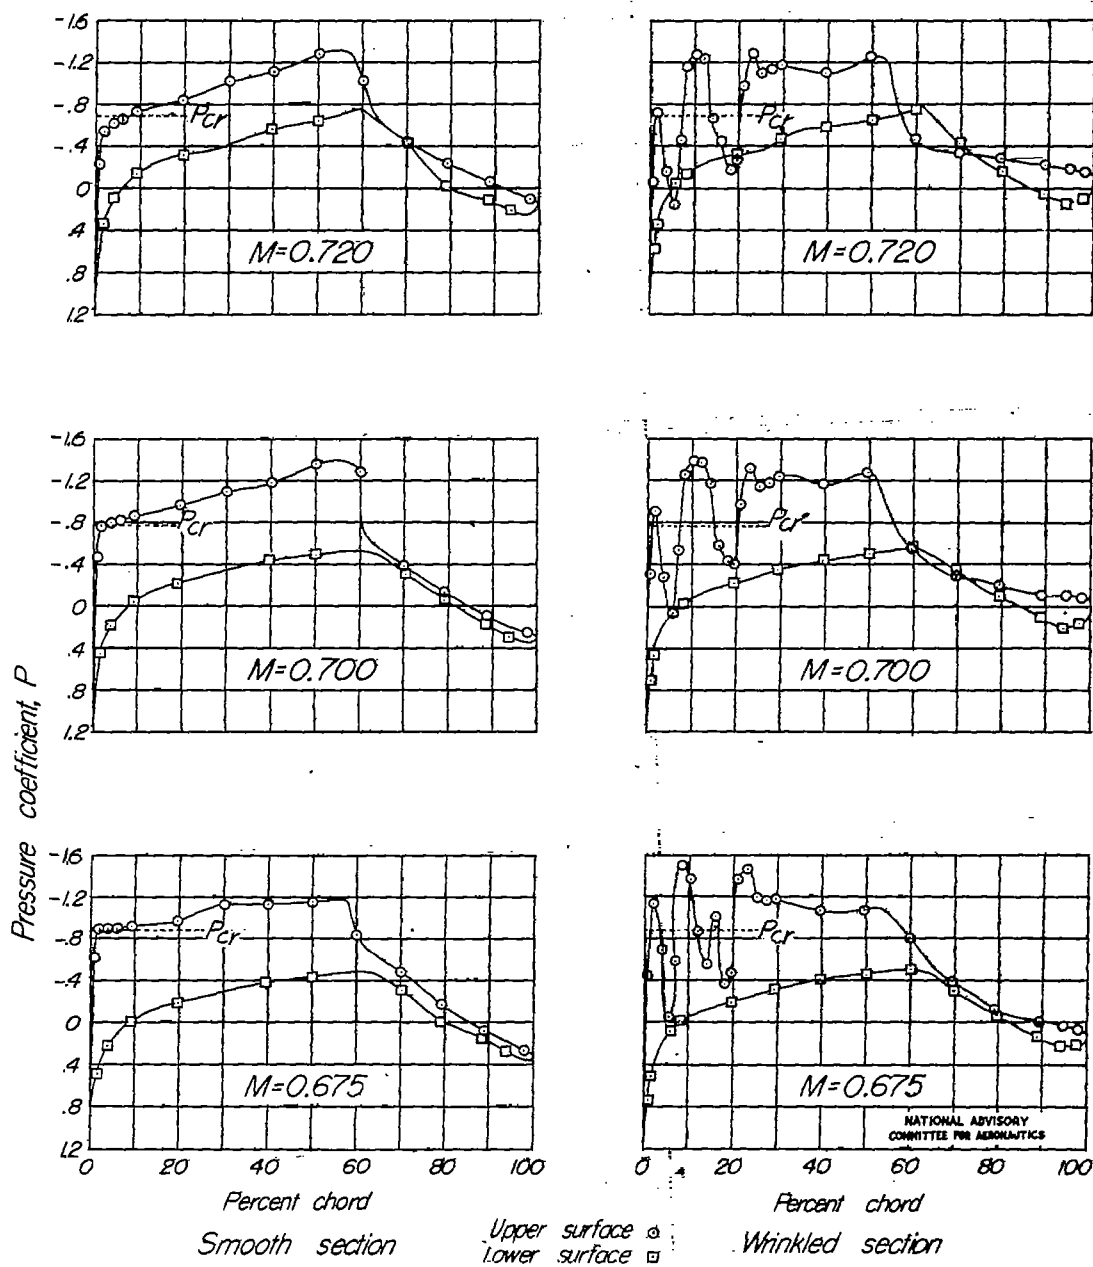 -1.6
-1.2
-.8
-.4
0
.4
.8
1.2
Pcr
M=0.720
Pcr
M=0.720
-1.6
-1.2
-.8
-.4
0
.4
.8
1.2
Pcr
M=0.700
Pcr
M=0.700
Pressure coefficient, P
-1.6
-1.2
-.8
-.4
0
.4
.8
1.2
Pcr
M=0.675
Pcr
M=0.675
NATIONAL ADVISORY
COMMITTEE FOR AERONAUTICS
0 20 40 60 80 100
0 20 40 60 80 100
Percent chord
Percent chord
Smooth section
Upper surface
Lower surface
Wrinkled section